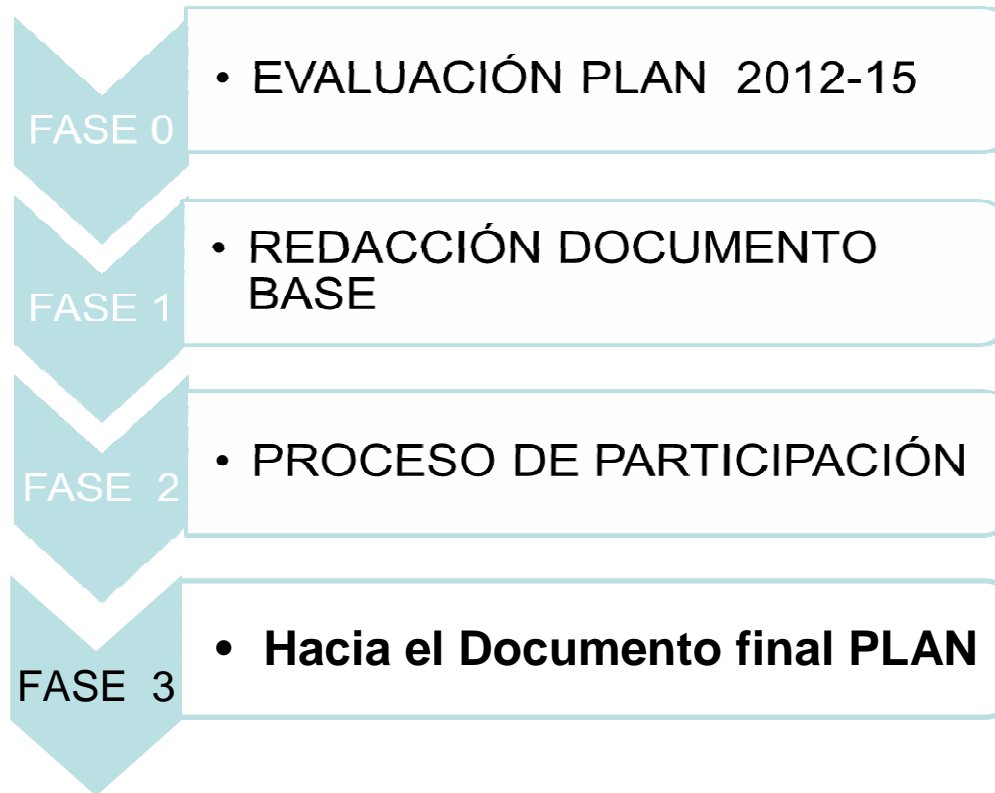 • EVALUACIÓN PLAN 2012-15
FASE 0
• REDACCIÓN DOCUMENTO
BASE
FASE 1
• PROCESO DE PARTICIPACIÓN
FASE 2
• Hacia el Documento final PLAN
FASE 3